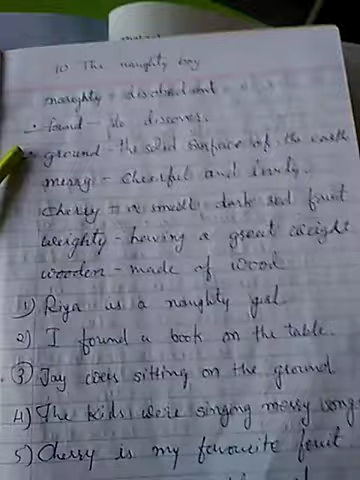 10 The naughty boy
naughty = disobedient
found - to discover.
ground - the solid surface of the earth
merry - cheerful and lively.
Cherry = a small dark red fruit
weighty - having a great weight
wooden - made of wood
1) Riya is a naughty girl
2) I found a book on the table.
3) Jay was sitting on the ground
4) The kids were singing merry song
5) Cherry is my favourite fruit